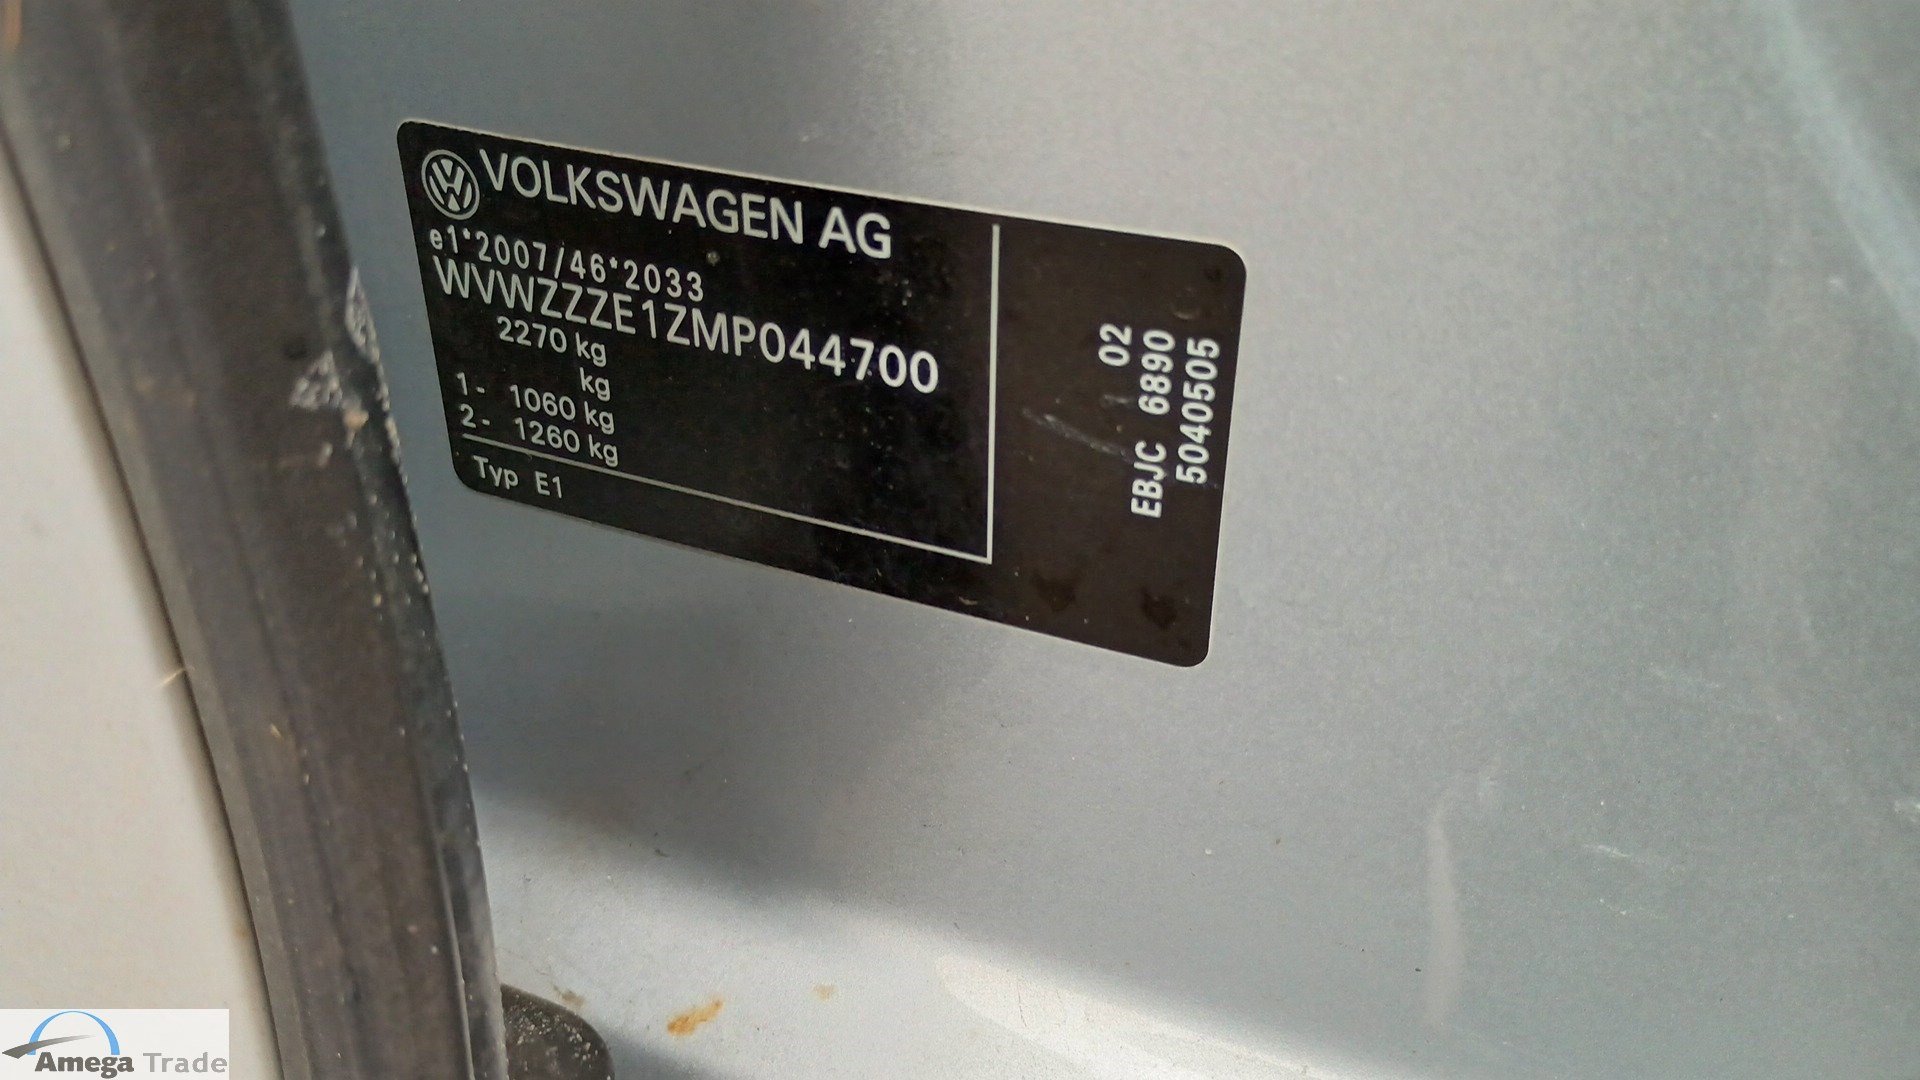 VOLKSWAGEN AG
e1*2007/46*2033
WVWZZZE1ZMP044700
2270 kg
kg
1- 1060 kg
2- 1260 kg
Typ E1
02
EBJC 6890
5040505
Amega Trade